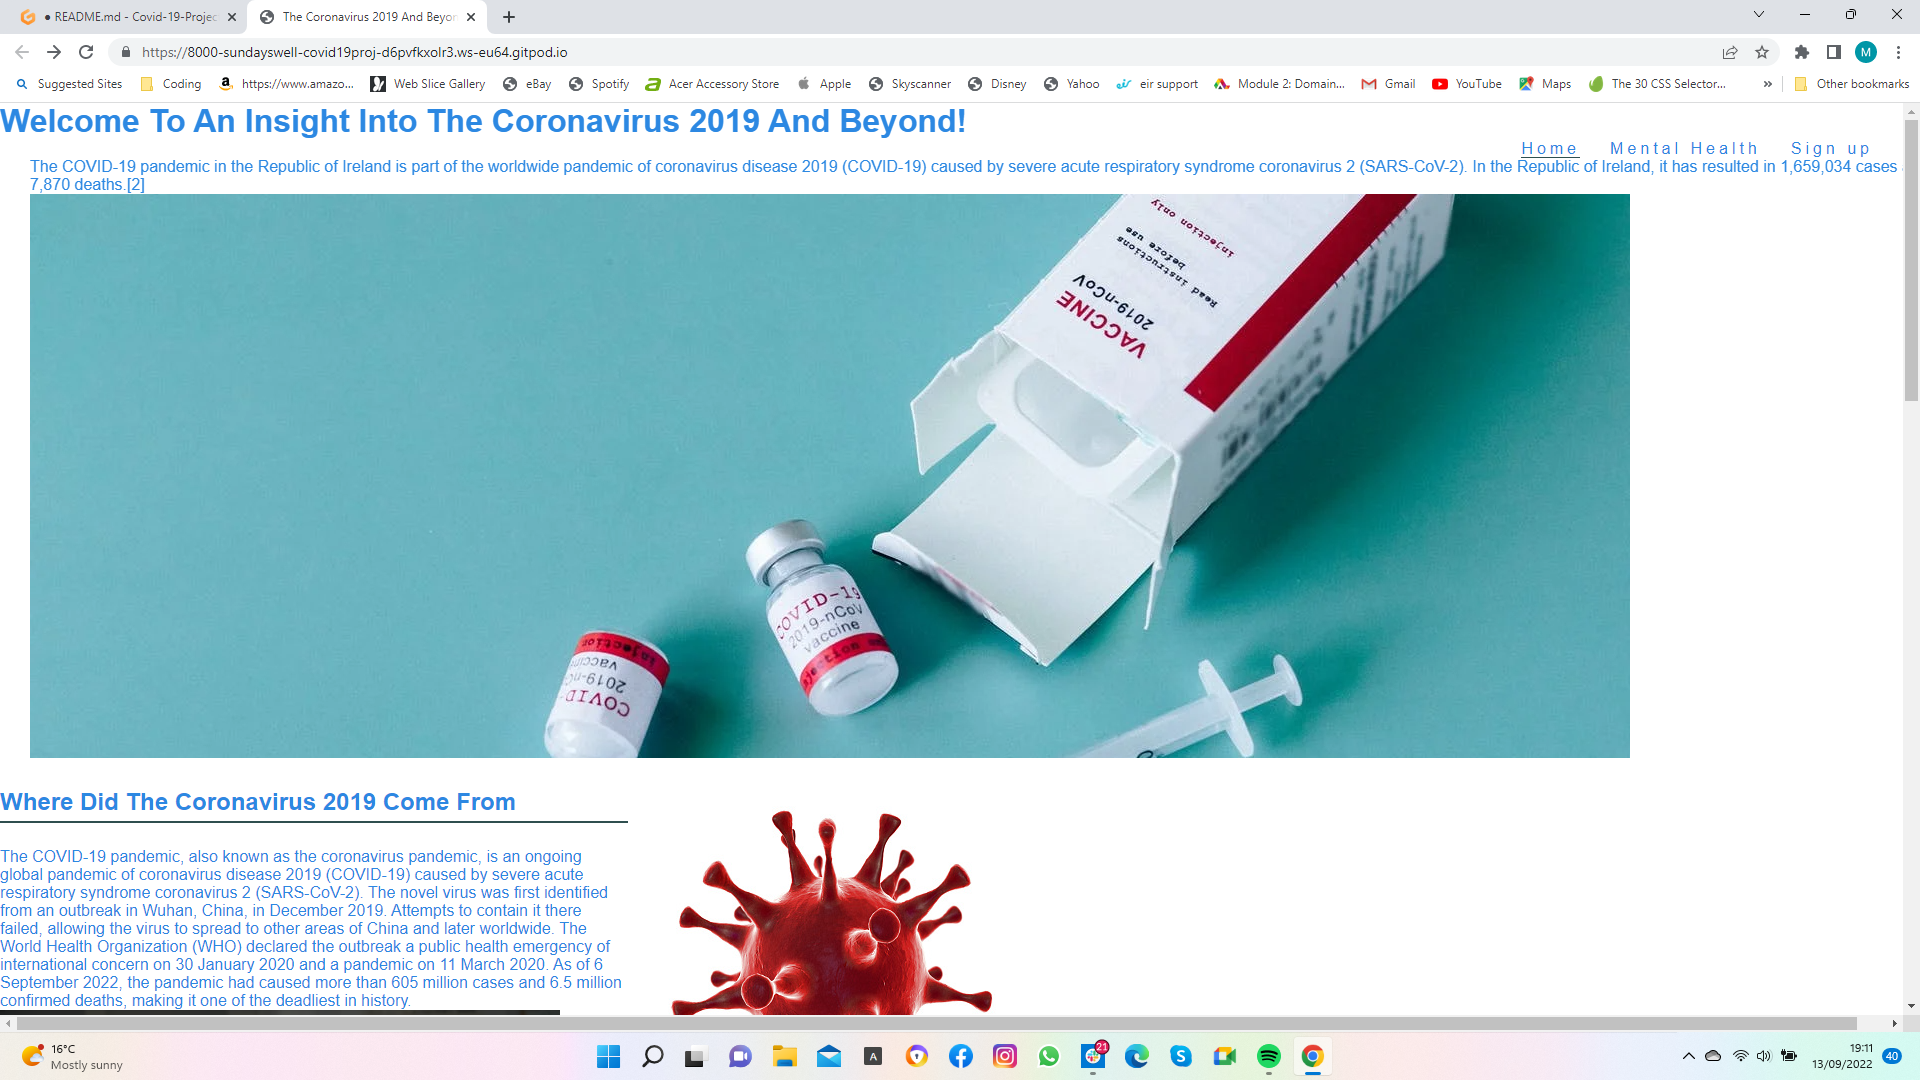 README.md - Covid-19-Projec
The Coronavirus 2019 And Beyon
https://8000-sundayswell-covid19proj-d6pvfkxolr3.ws-eu64.gitpod.io
M
Suggested Sites Coding https://www.amazo... Web Slice Gallery eBay Spotify Acer Accessory Store Apple Skyscanner Disney Yahoo eir support Module 2: Domain... Gmail YouTube Maps The 30 CSS Selector... » Other bookmarks
Welcome To An Insight Into The Coronavirus 2019 And Beyond!
Home Mental Health Sign up
The COVID-19 pandemic in the Republic of Ireland is part of the worldwide pandemic of coronavirus disease 2019 (COVID-19) caused by severe acute respiratory syndrome coronavirus 2 (SARS-CoV-2). In the Republic of Ireland, it has resulted in 1,659,034 cases
7,870 deaths.[2]
injection only
Read instructions
before use
2019-nCoV
VACCINE
COVID-19
2019-nCoV
vaccine
COVID-
2019-nCo
vaccine
injection
Where Did The Coronavirus 2019 Come From
The COVID-19 pandemic, also known as the coronavirus pandemic, is an ongoing
global pandemic of coronavirus disease 2019 (COVID-19) caused by severe acute
respiratory syndrome coronavirus 2 (SARS-CoV-2). The novel virus was first identified
from an outbreak in Wuhan, China, in December 2019. Attempts to contain it there
failed, allowing the virus to spread to other areas of China and later worldwide. The
World Health Organization (WHO) declared the outbreak a public health emergency of
international concern on 30 January 2020 and a pandemic on 11 March 2020. As of 6
September 2022, the pandemic had caused more than 605 million cases and 6.5 million
confirmed deaths, making it one of the deadliest in history.
16°C
Mostly sunny
A
21
19:11
13/09/2022
40